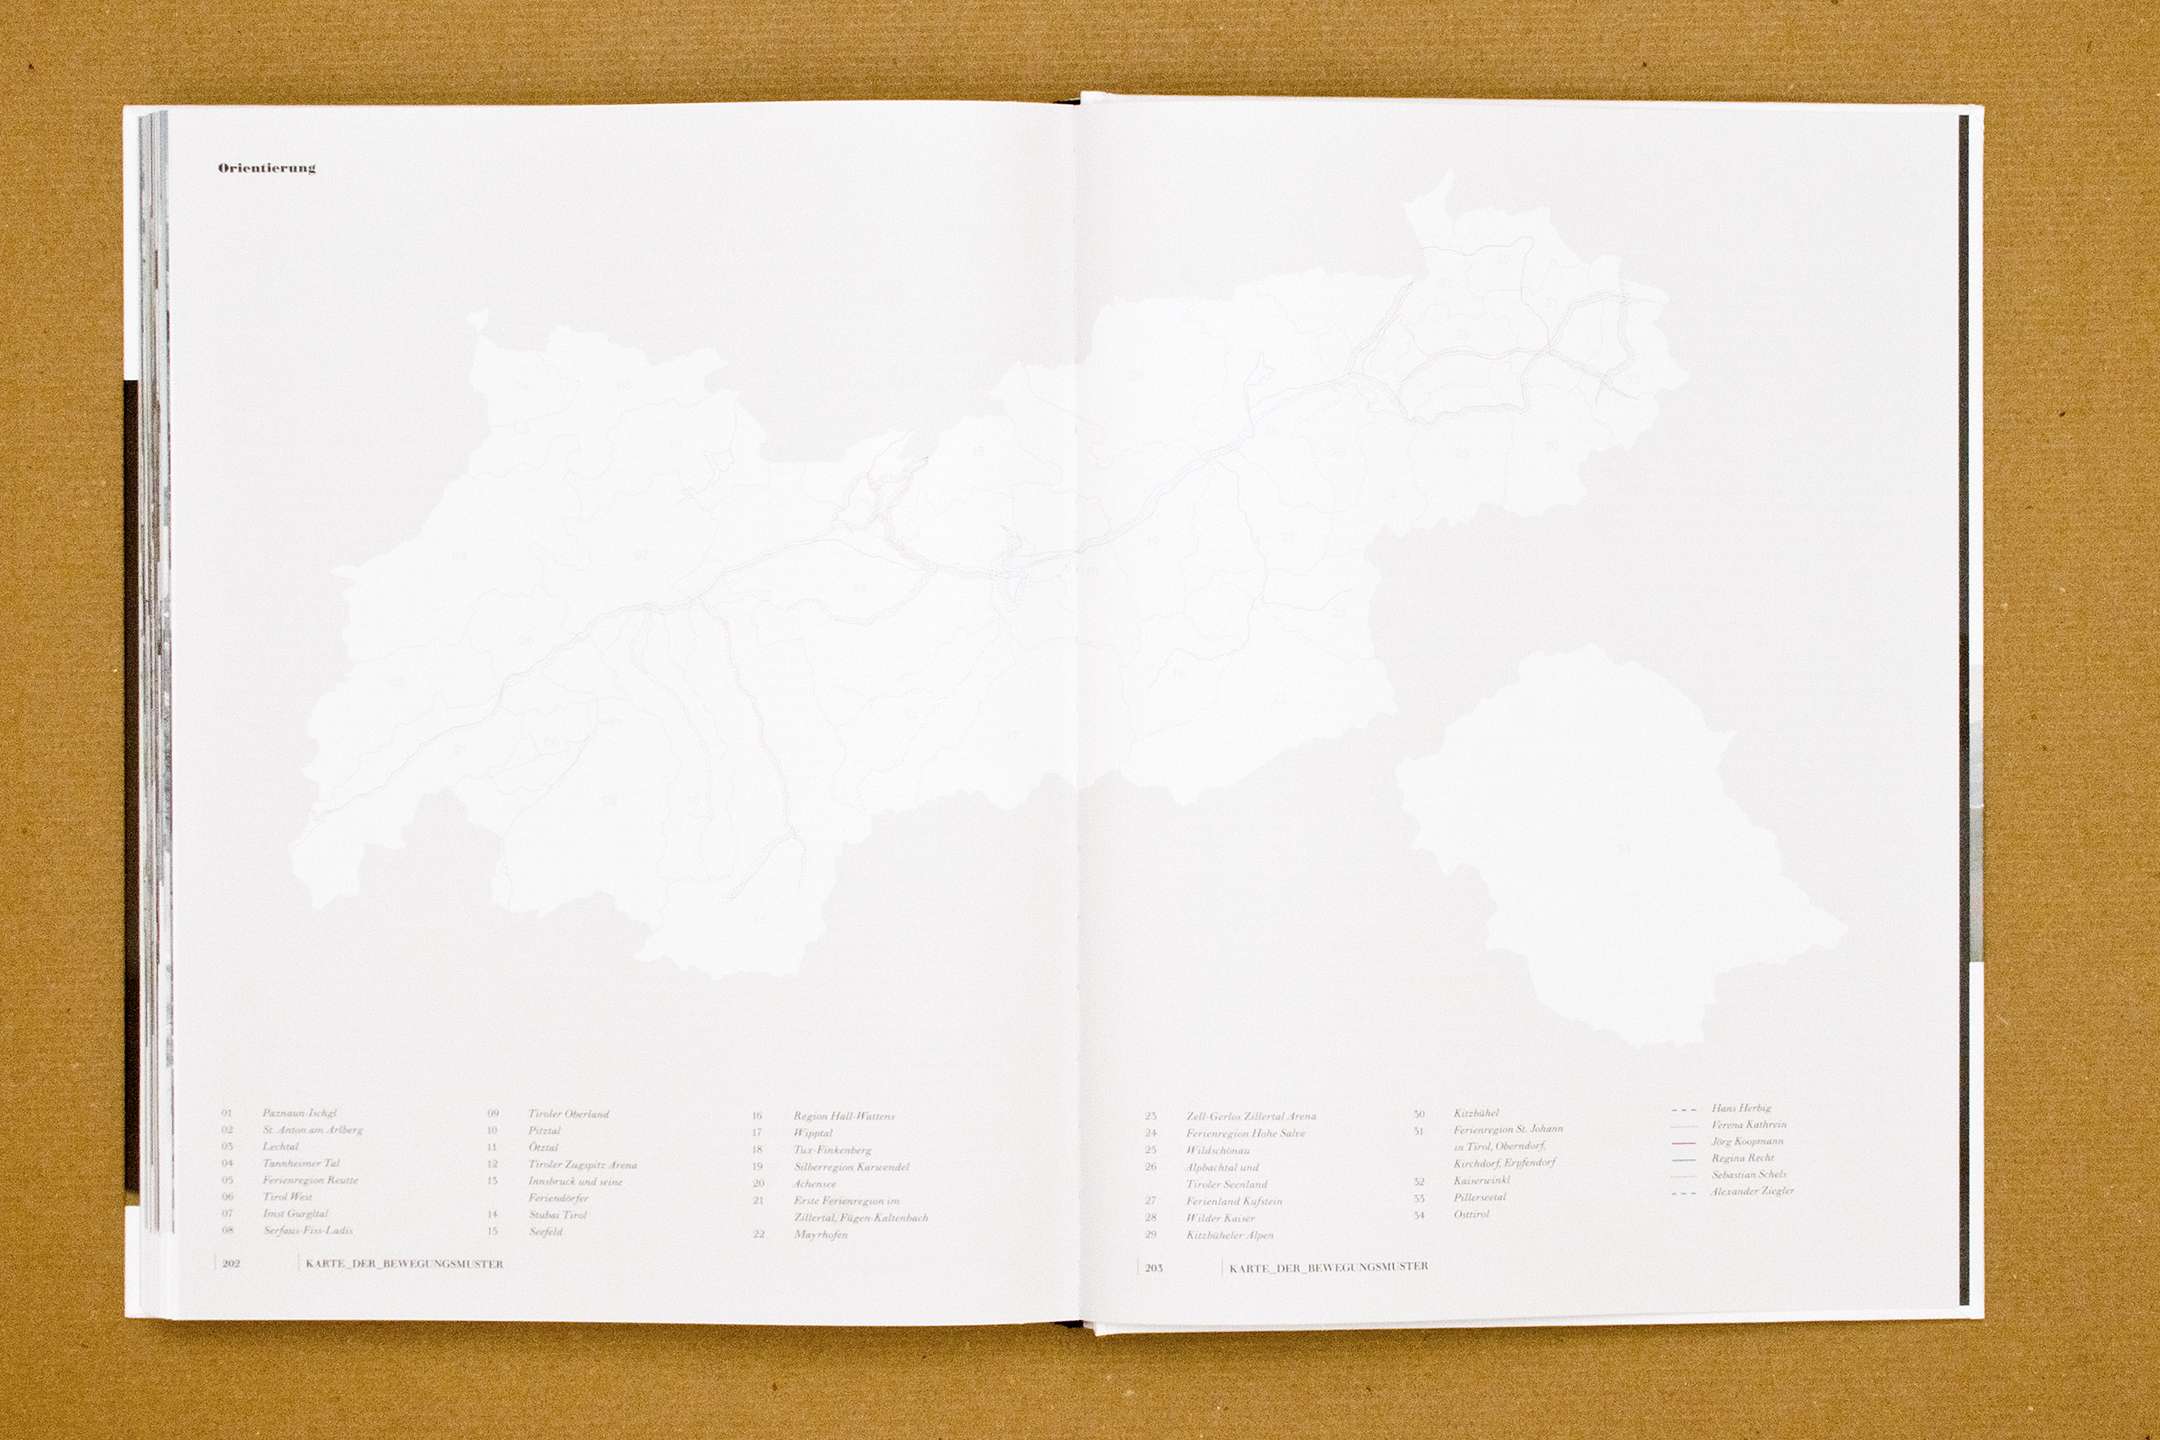 Orientierung
01 Paznaun-Ischgl
02 St. Anton am Arlberg
03 Lechtal
04 Tannheimer Tal
05 Ferienregion Reutte
06 Tirol West
07 Imst Gurgltal
08 Serfaus-Fiss-Ladis
09 Tiroler Oberland
10 Pitztal
11 Ötztal
12 Tiroler Zugspitz Arena
13 Innsbruck und seine
Feriendörfer
14 Stubai Tirol
15 Seefeld
16 Region Hall-Wattens
17 Wipptal
18 Tux-Finkenberg
19 Silberregion Karwendel
20 Achensee
21 Erste Ferienregion im
Zillertal, Fügen-Kaltenbach
22 Mayrhofen
202 KARTE_DER_BEWEGUNGSMUSTER
23 Zell-Gerlos Zillertal Arena
24 Ferienregion Hohe Salve
25 Wildschönau
26 Alpbachtal und
Tiroler Seenland
27 Ferienland Kufstein
28 Wilder Kaiser
29 Kitzbüheler Alpen
30 Kitzbühel
31 Ferienregion St. Johann
in Tirol, Oberndorf,
Kirchdorf, Erpfendorf
32 Kaiserwinkl
33 Pillerseetal
34 Osttirol
Hans Herbig
Verena Kathrein
Jörg Koopmann
Regina Recht
Sebastian Schels
Alexander Ziegler
203 KARTE_DER_BEWEGUNGSMUSTER